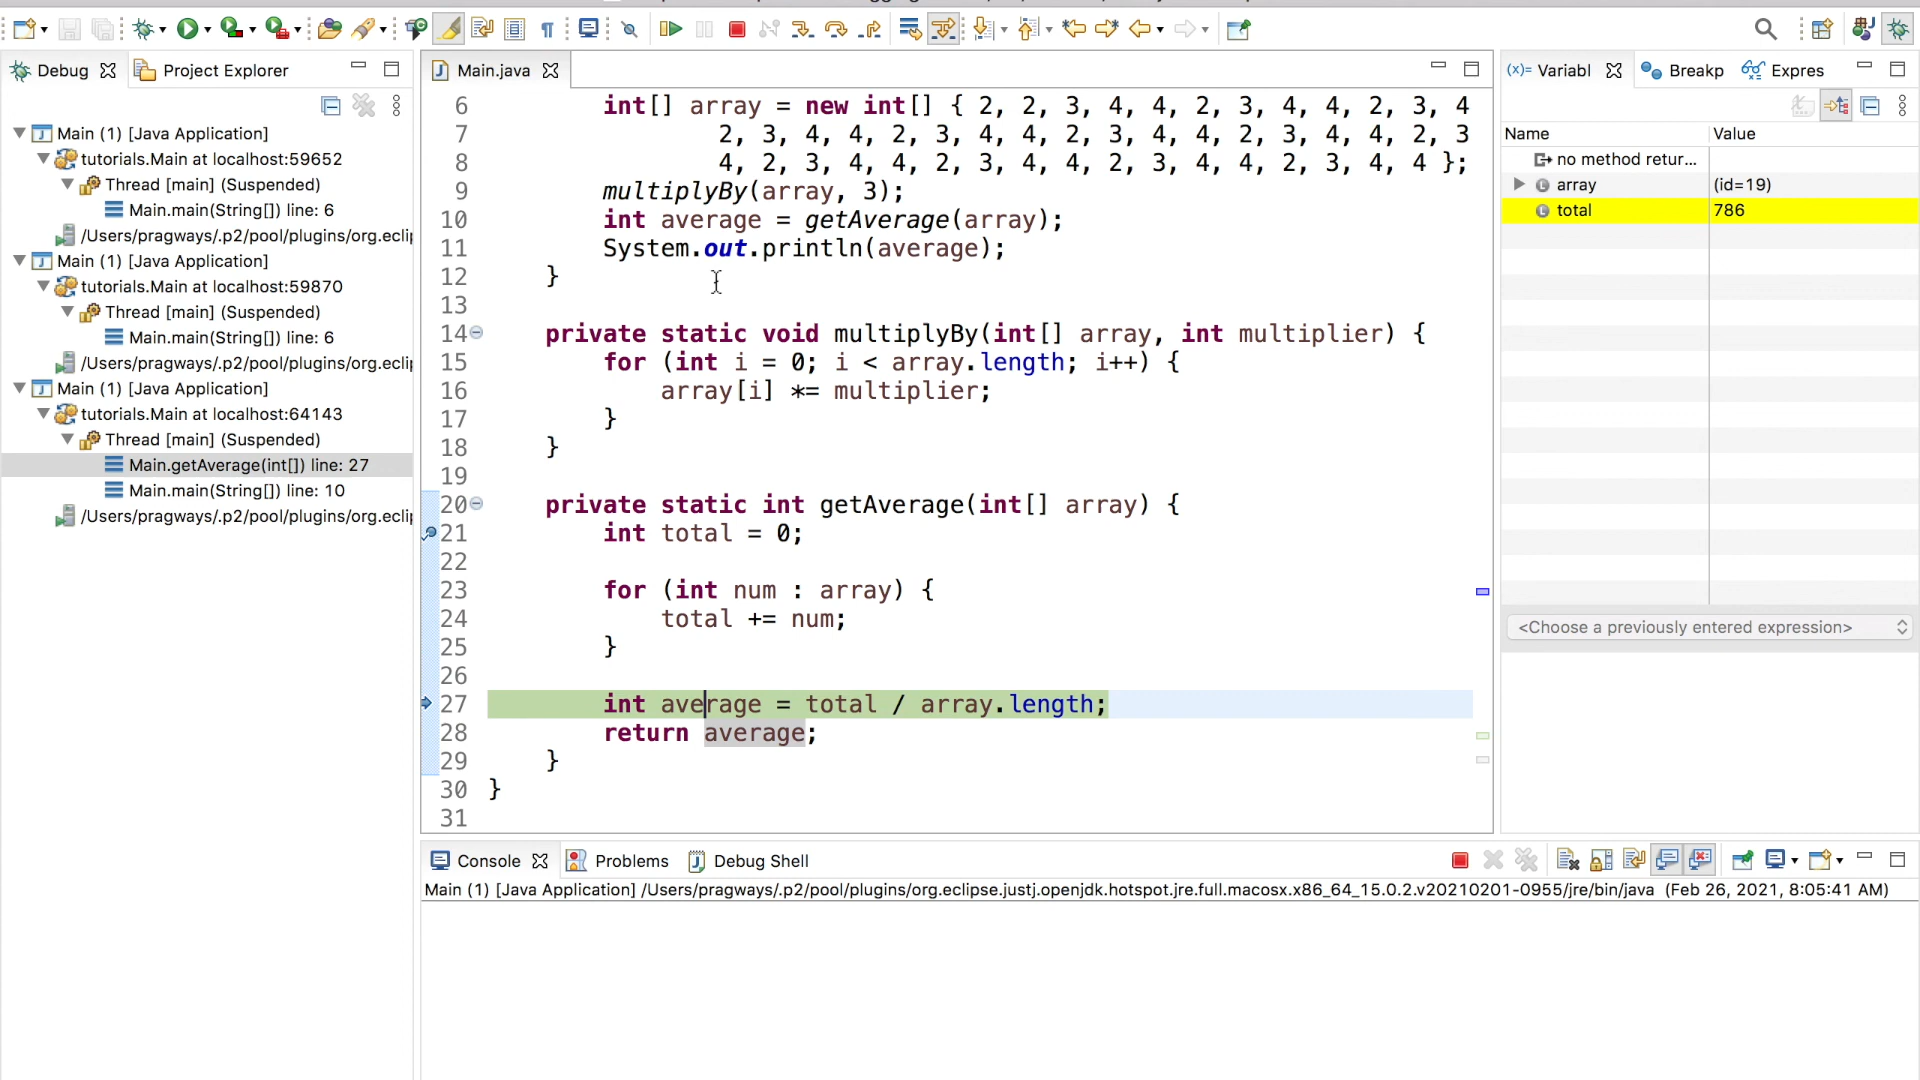 Debug
Project Explorer
Main (1) [Java Application]
tutorials.Main at localhost:59652
Thread [main] (Suspended)
Main.main(String[]) line: 6
/Users/pragways/.p2/pool/plugins/org.ecli
Main (1) [Java Application]
tutorials.Main at localhost:59870
Thread [main] (Suspended)
Main.main(String[]) line: 6
/Users/pragways/.p2/pool/plugins/org.ecli
Main (1) [Java Application]
tutorials.Main at localhost:64143
Thread [main] (Suspended)
Main.getAverage(int[]) line: 27
Main.main(String[]) line: 10
/Users/pragways/.p2/pool/plugins/org.ecli
Main.java
6 int[] array = new int[] { 2, 2, 3, 4, 4, 2, 3, 4, 4, 2, 3, 4
7 2, 3, 4, 4, 2, 3, 4, 4, 2, 3, 4, 4, 2, 3, 4, 4, 2, 3
8 4, 2, 3, 4, 4, 2, 3, 4, 4, 2, 3, 4, 4, 2, 3, 4, 4 };
9 multiplyBy(array, 3);
10 int average = getAverage(array);
11 System.out.println(average);
12 }
13
14 private static void multiplyBy(int[] array, int multiplier) {
15 for (int i = 0; i < array.length; i++) {
16 array[i] *= multiplier;
17 }
18 }
19
20 private static int getAverage(int[] array) {
21 int total = 0;
22
23 for (int num : array) {
24 total += num;
25 }
26
27 int average = total / array.length;
28 return average;
29 }
30 }
31
(x)= Variabl
Breakp
Expres
Name Value
no method retur...
array (id=19)
total 786
<Choose a previously entered expression>
Console
Problems
Debug Shell
Main (1) [Java Application] /Users/pragways/.p2/pool/plugins/org.eclipse.justj.openjdk.hotspot.jre.full.macosx.x86_64_15.0.2.v20210201-0955/jre/bin/java (Feb 26, 2021, 8:05:41 AM)